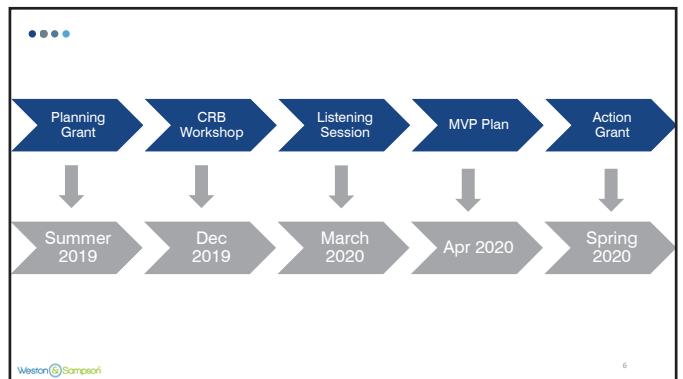 Planning
Grant
CRB
Workshop
Listening
Session
MVP Plan
Action
Grant
Summer
2019
Dec
2019
March
2020
Apr 2020
Spring
2020
Weston & Sampson
6